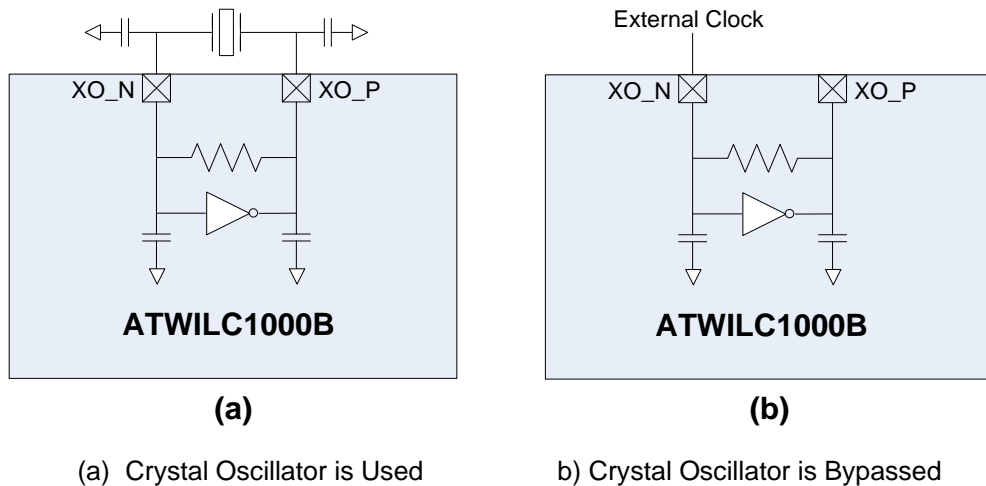 External Clock
XO_N XO_P
XO_N XO_P
ATWILC1000B
ATWILC1000B
(a)
(b)
(a) Crystal Oscillator is Used
b) Crystal Oscillator is Bypassed